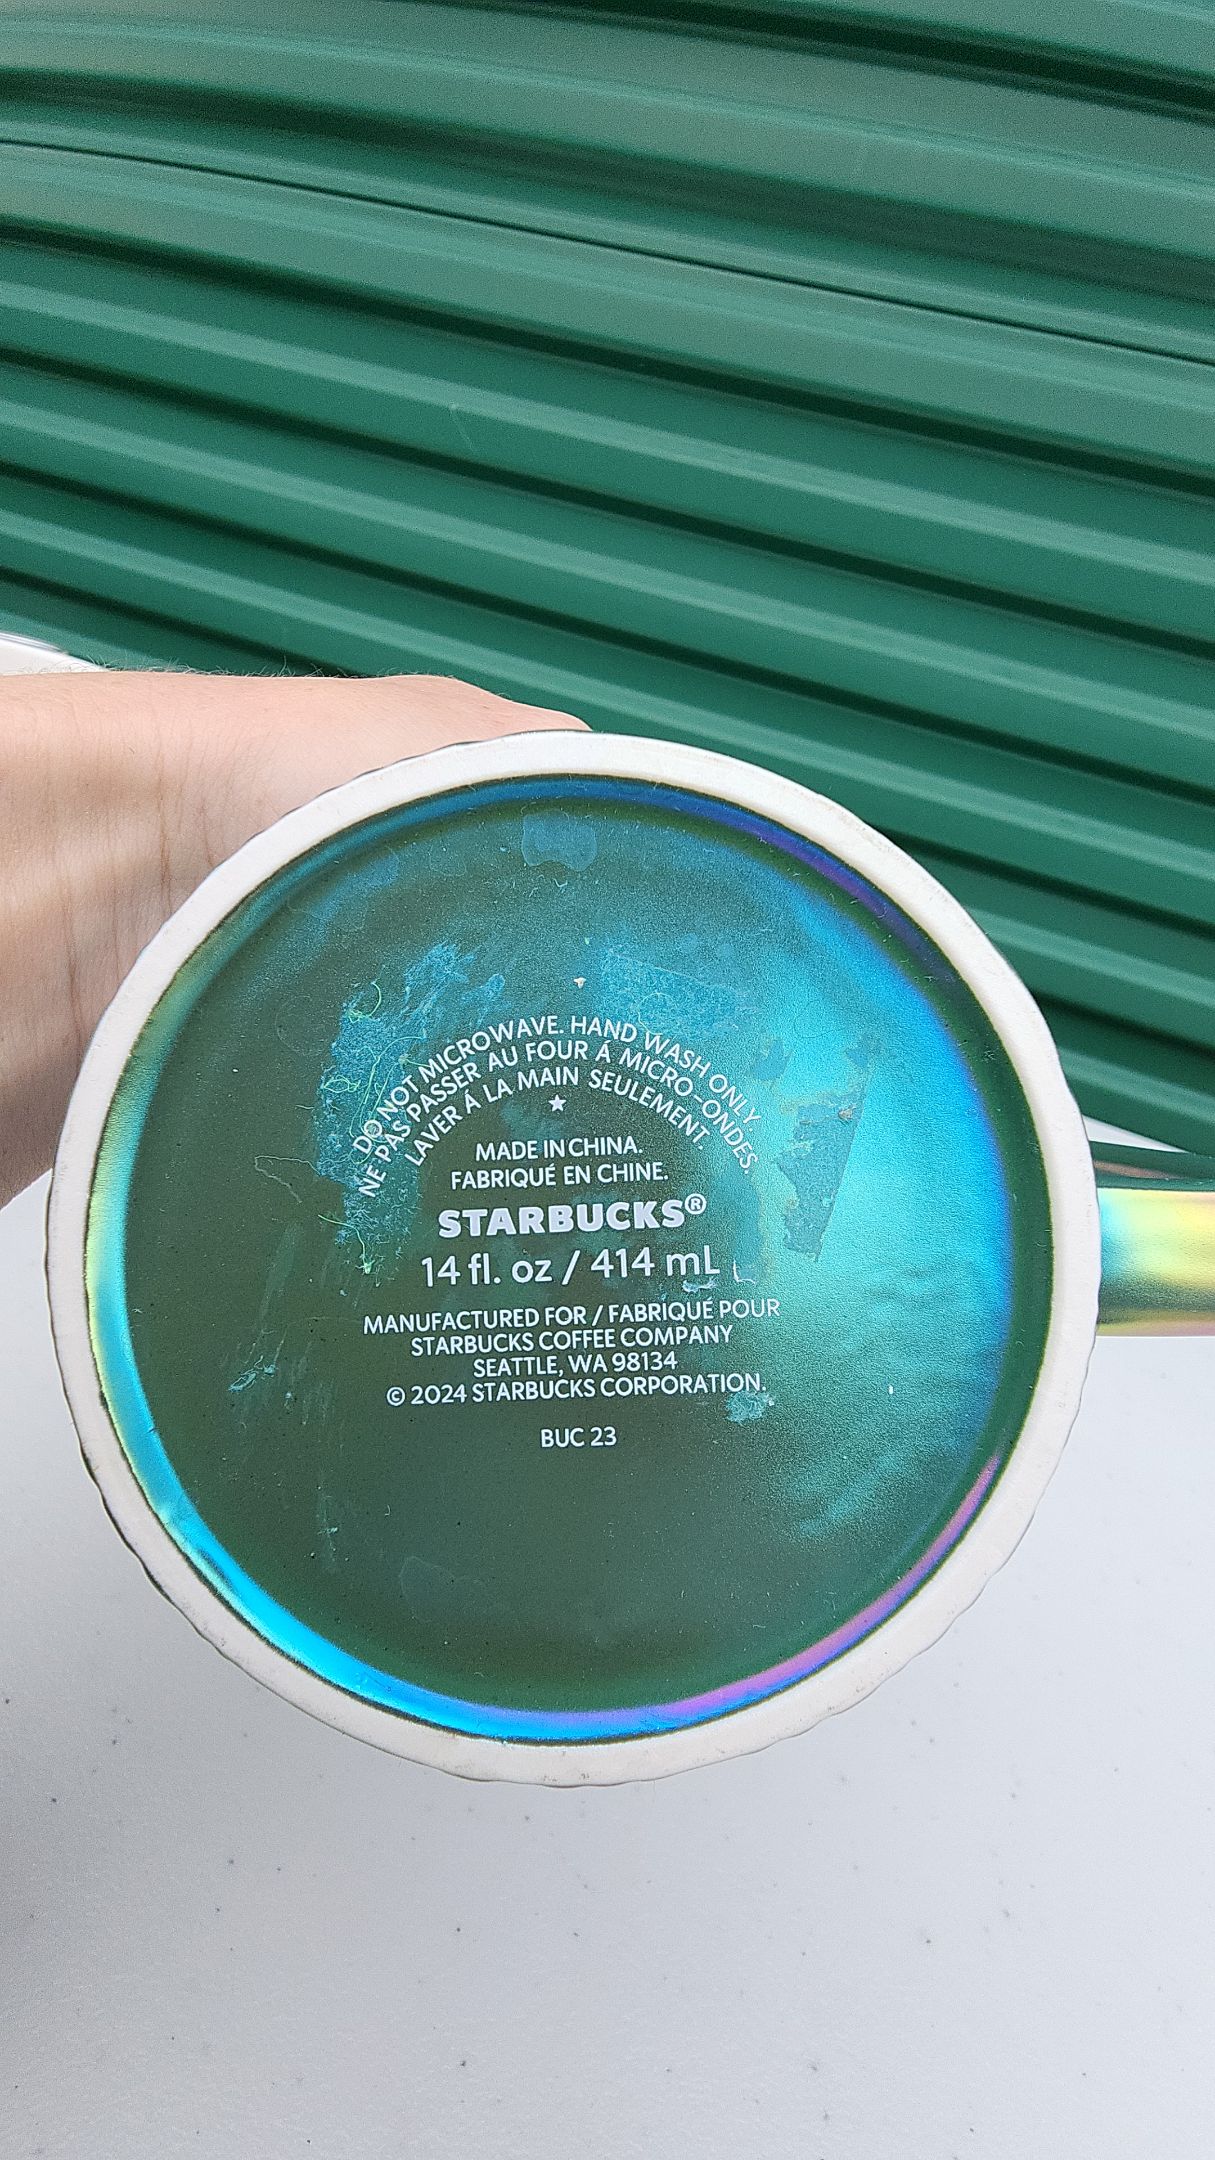 DO NOT MICROWAVE. HAND WASH ONLY
NE PAS PASSER AU FOUR Á MICRO-ONDES.
LAVER Á LA MAIN SEULEMENT
MADE IN CHINA.
FABRIQUÉ EN CHINE.
STARBUCKS®
14 fl. oz / 414 mL
MANUFACTURED FOR / FABRIQUÉ POUR
STARBUCKS COFFEE COMPANY
SEATTLE, WA 98134
© 2024 STARBUCKS CORPORATION.
BUC 23